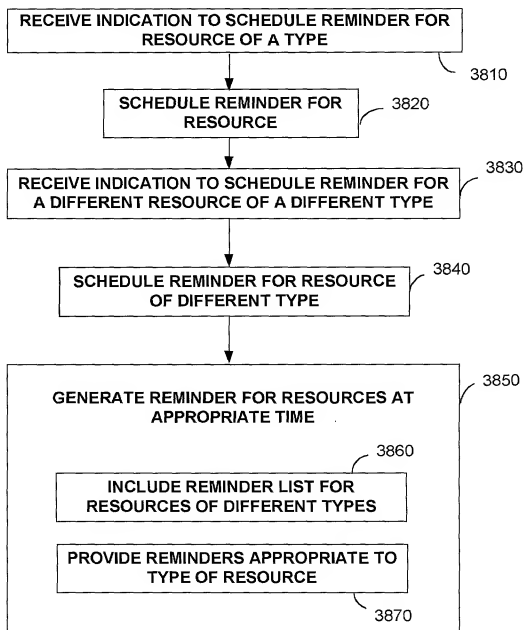 RECEIVE INDICATION TO SCHEDULE REMINDER FOR
RESOURCE OF A TYPE
3810
SCHEDULE REMINDER FOR
RESOURCE
3820
RECEIVE INDICATION TO SCHEDULE REMINDER FOR
A DIFFERENT RESOURCE OF A DIFFERENT TYPE
3830
SCHEDULE REMINDER FOR RESOURCE
OF DIFFERENT TYPE
3840
GENERATE REMINDER FOR RESOURCES AT
APPROPRIATE TIME
3850
3860
INCLUDE REMINDER LIST FOR
RESOURCES OF DIFFERENT TYPES
PROVIDE REMINDERS APPROPRIATE TO
TYPE OF RESOURCE
3870